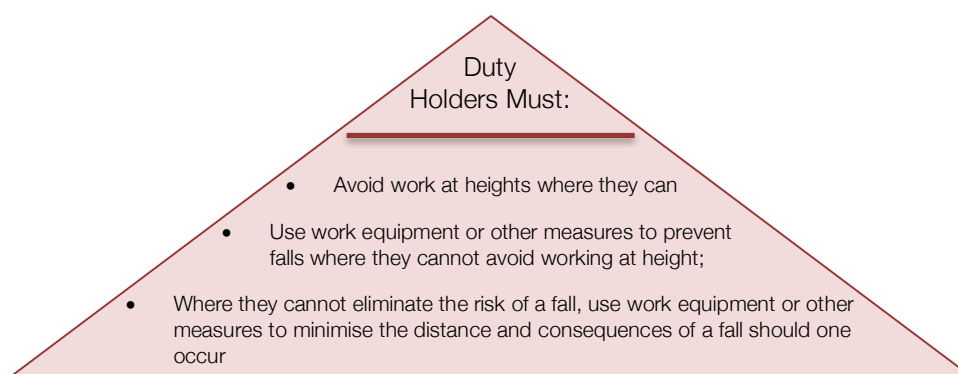 Duty
Holders Must:
• Avoid work at heights where they can
• Use work equipment or other measures to prevent
falls where they cannot avoid working at height;
• Where they cannot eliminate the risk of a fall, use work equipment or other
measures to minimise the distance and consequences of a fall should one
occur